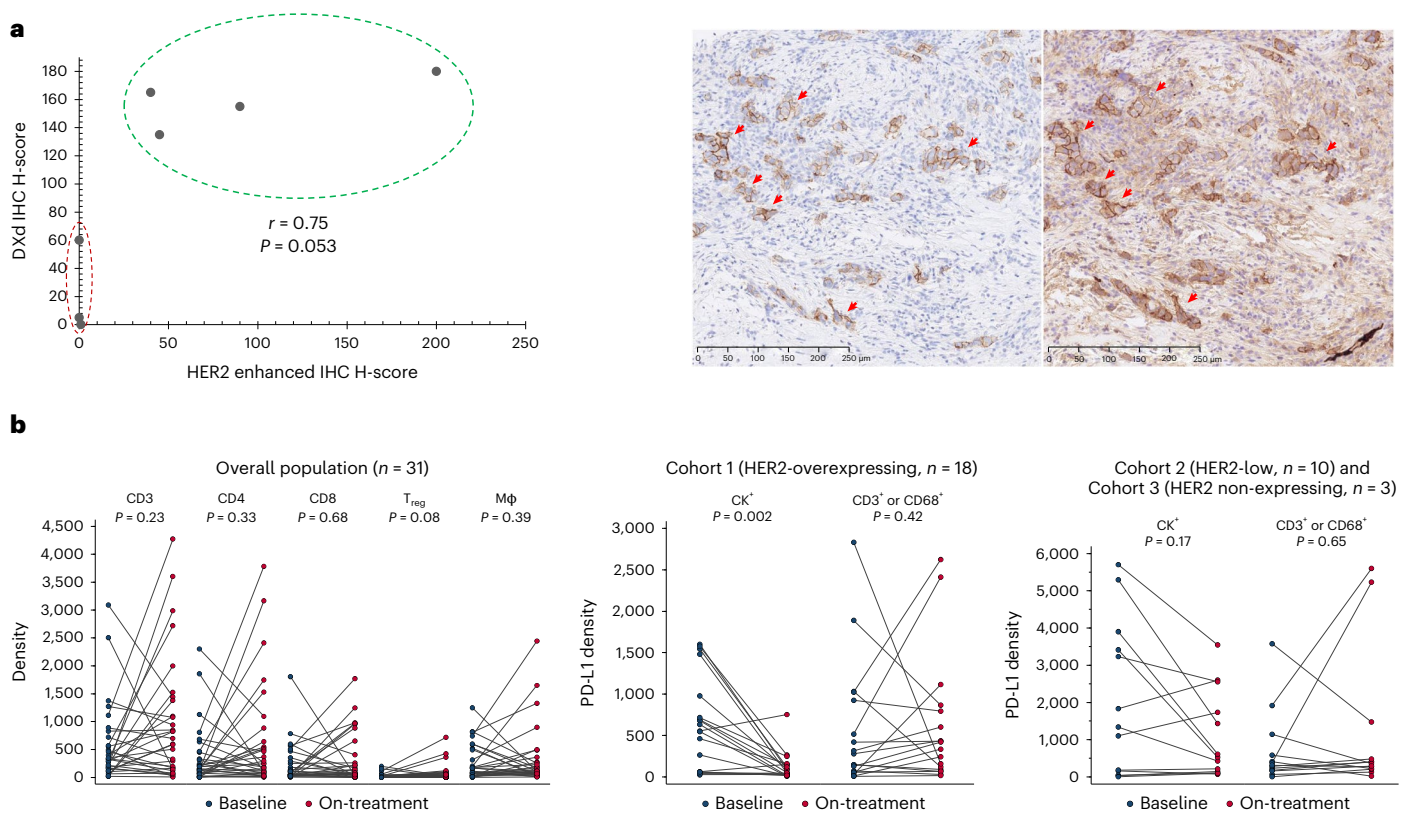 a
DXd IHC H-score
180
160
140
120
100
80
60
40
20
0
r = 0.75
P = 0.053
0 50 100 150 200 250
HER2 enhanced IHC H-score
0 50 100 150 200 250 µm
0 50 100 150 200 250 µm
b
Overall population (n = 31)
CD3 CD4 CD8 Treg MΦ
P = 0.23 P = 0.33 P = 0.68 P = 0.08 P = 0.39
Density
4,500
4,000
3,500
3,000
2,500
2,000
1,500
1,000
500
0
Baseline On-treatment
Cohort 1 (HER2-overexpressing, n = 18)
CK+ CD3+ or CD68+
P = 0.002 P = 0.42
PD-L1 density
3,000
2,500
2,000
1,500
1,000
500
0
Baseline On-treatment
Cohort 2 (HER2-low, n = 10) and
Cohort 3 (HER2 non-expressing, n = 3)
CK+ CD3+ or CD68+
P = 0.17 P = 0.65
PD-L1 density
6,000
5,000
4,000
3,000
2,000
1,000
0
Baseline On-treatment